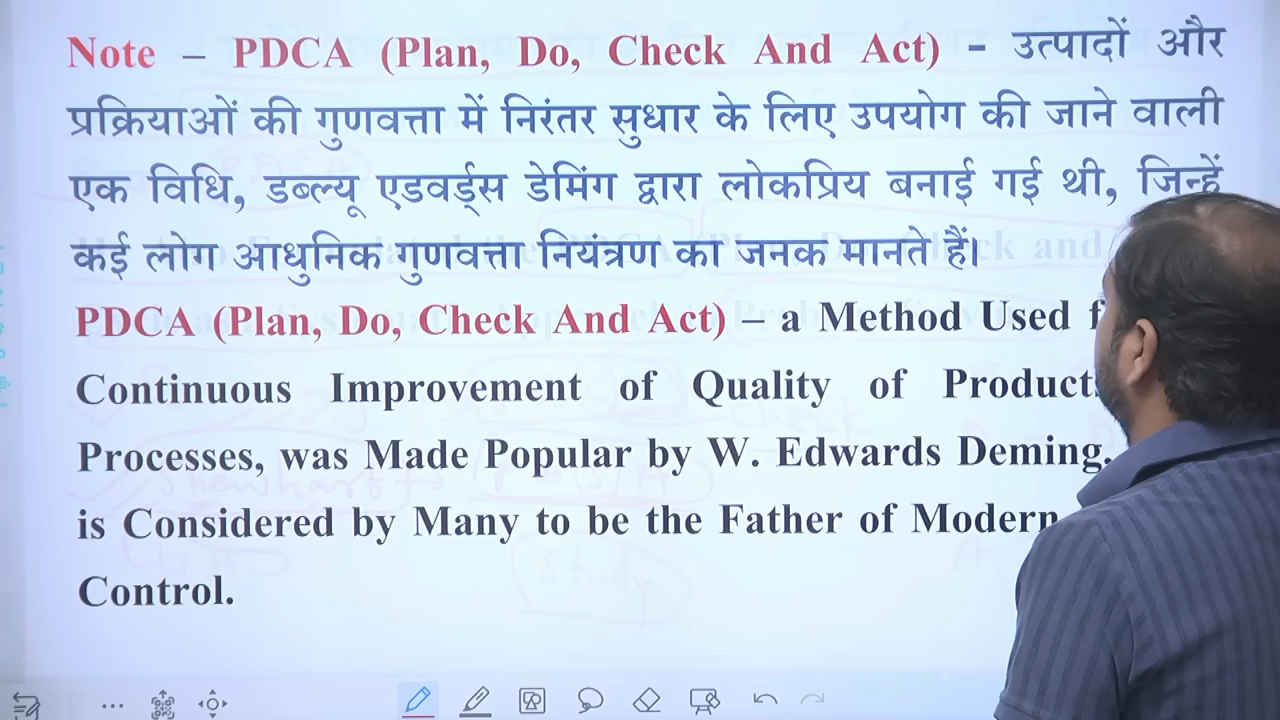 Note – PDCA (Plan, Do, Check And Act) - उत्पादों और
प्रक्रियाओं की गुणवत्ता में निरंतर सुधार के लिए उपयोग की जाने वाली
एक विधि, डब्ल्यू एडवर्ड्स डेमिंग द्वारा लोकप्रिय बनाई गई थी, जिन्हें
कई लोग आधुनिक गुणवत्ता नियंत्रण का जनक मानते हैं।
PDCA (Plan, Do, Check And Act) – a Method Used
Continuous Improvement of Quality of Products
Processes, was Made Popular by W. Edwards Deming,
is Considered by Many to be the Father of Modern
Control.